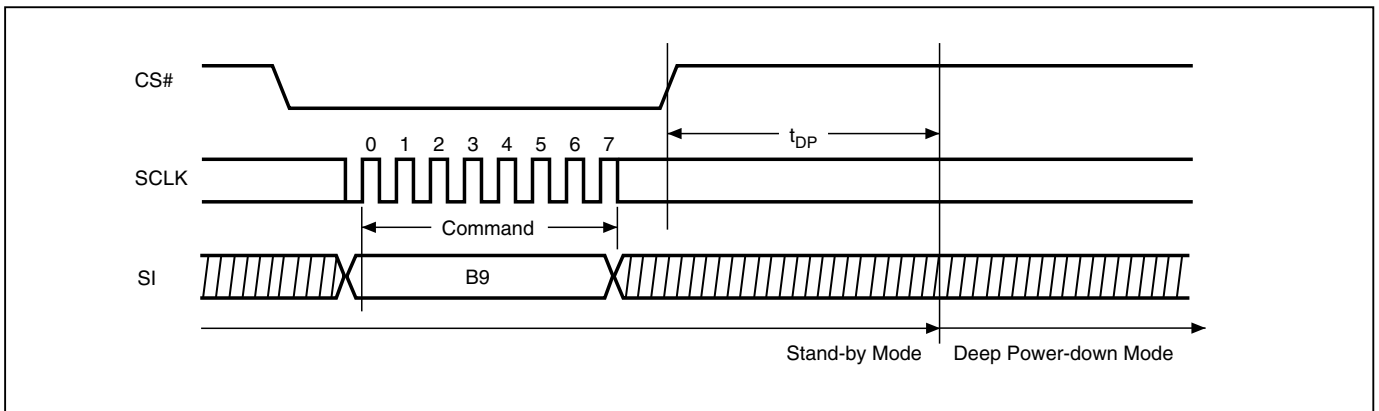 CS#
t_DP
0 1 2 3 4 5 6 7
SCLK
Command
SI
B9
Stand-by Mode
Deep Power-down Mode